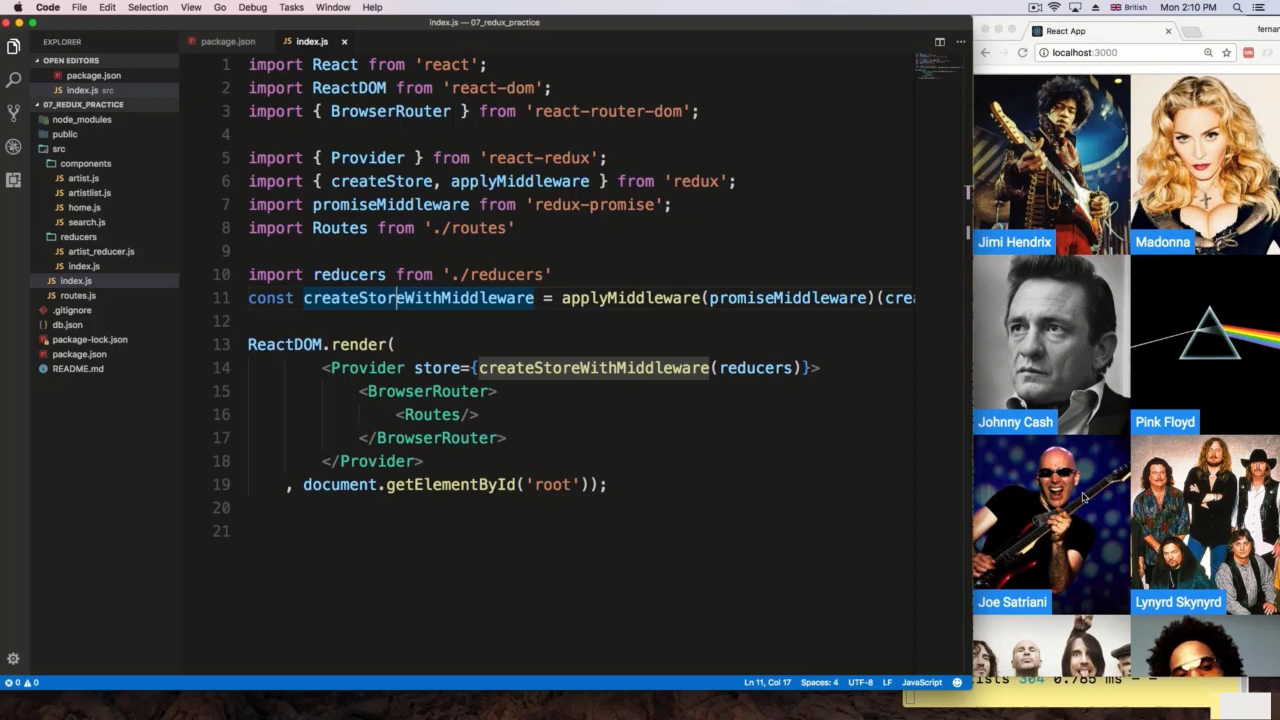 Code File Edit Selection View Go Debug Tasks Window Help British Mon 2:10 PM
index.js — 07_redux_practice
EXPLORER
OPEN EDITORS
package.json
index.js src
07_REDUX_PRACTICE
node_modules
public
src
components
artist.js
artistlist.js
home.js
search.js
reducers
artist_reducer.js
index.js
index.js
routes.js
.gitignore
db.json
package-lock.json
package.json
README.md
package.json index.js
1 import React from 'react';
2 import ReactDOM from 'react-dom';
3 import { BrowserRouter } from 'react-router-dom';
4
5 import { Provider } from 'react-redux';
6 import { createStore, applyMiddleware } from 'redux';
7 import promiseMiddleware from 'redux-promise';
8 import Routes from './routes'
9
10 import reducers from './reducers'
11 const createStoreWithMiddleware = applyMiddleware(promiseMiddleware)(crea
12
13 ReactDOM.render(
14 <Provider store={createStoreWithMiddleware(reducers)}>
15 <BrowserRouter>
16 <Routes/>
17 </BrowserRouter>
18 </Provider>
19 , document.getElementById('root'));
20
21
0 0 Ln 11, Col 17 Spaces: 4 UTF-8 LF JavaScript
React App fernan
localhost:3000
Jimi Hendrix Madonna
Johnny Cash Pink Floyd
Joe Satriani Lynyrd Skynyrd
304 0.785 ms - -